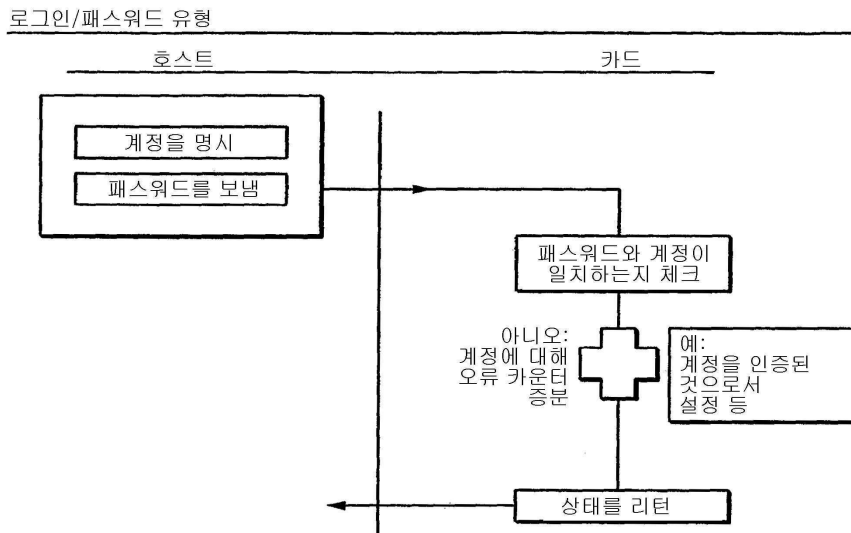 로그인/패스워드 유형
호스트
카드
계정을 명시
패스워드를 보냄
패스워드와 계정이
일치하는지 체크
아니오:
계정에 대해
오류 카운터
증분
예:
계정을 인증된
것으로서
설정 등
상태를 리턴